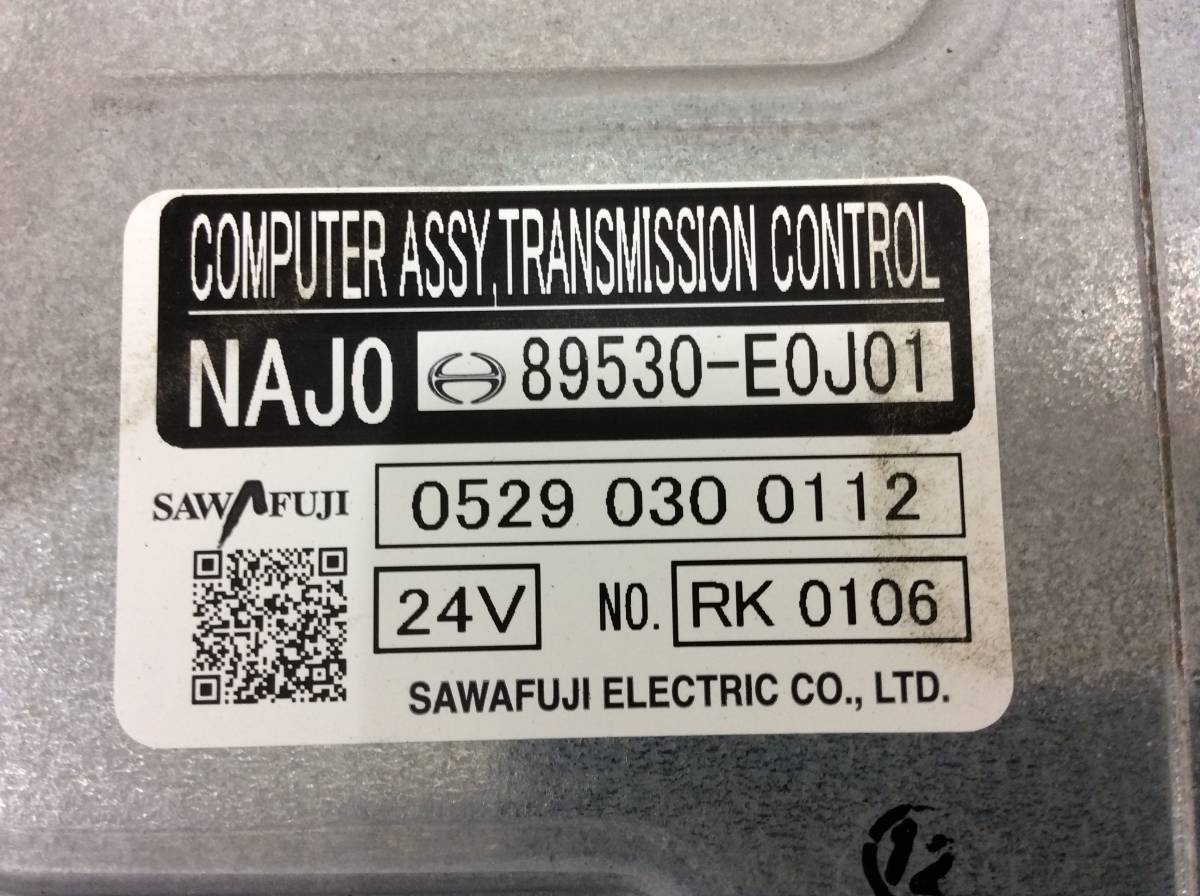 COMPUTER ASSY,TRANSMISSION CONTROL
NAJ0 89530-E0J01
SAWAFUJI 0529 030 0112
24V NO. RK 0106
SAWAFUJI ELECTRIC CO., LTD.
12